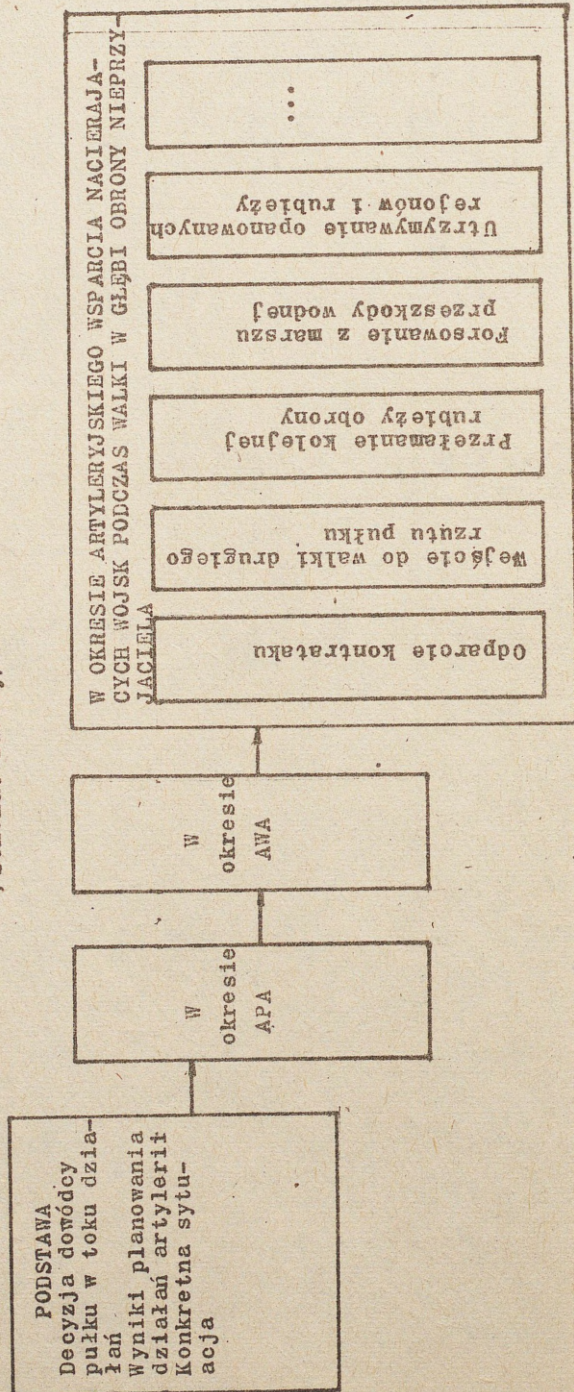 PODSTAWA
Decyzja dowódcy
pułku w toku dzia-
łań
Wyniki planowania
działań artylerii
Konkretna sytu-
acja
W
okresie
APA
W
okresie
AWA
W OKRESIE ARTYLERYJSKIEGO WSPARCIA NACIERAJĄ-
CYCH WOJSK PODCZAS WALKI W GŁĘBI OBRONY NIEPRZY-
JACIELA
Odparcie kontrataku
Wejście do walki drugiego
rzutu pułku
Przełamanie kolejnej
rubieży obrony
Forsowanie z marszu
przeszkody wodnej
Utrzymywanie opanowanych
rejonów i rubieży
...